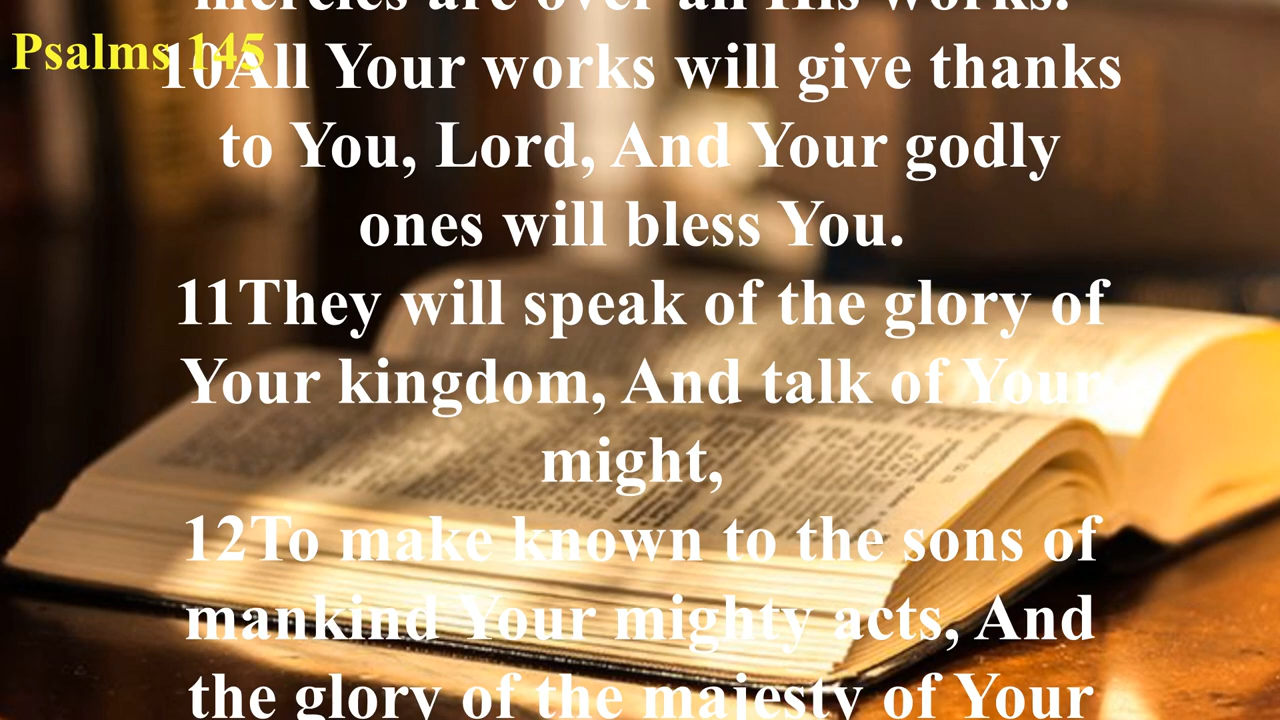 mercies are over all His works.
Psalms 145
10All Your works will give thanks
to You, Lord, And Your godly
ones will bless You.
11They will speak of the glory of
Your kingdom, And talk of Your
might,
12To make known to the sons of
mankind Your mighty acts, And
the glory of the majesty of Your